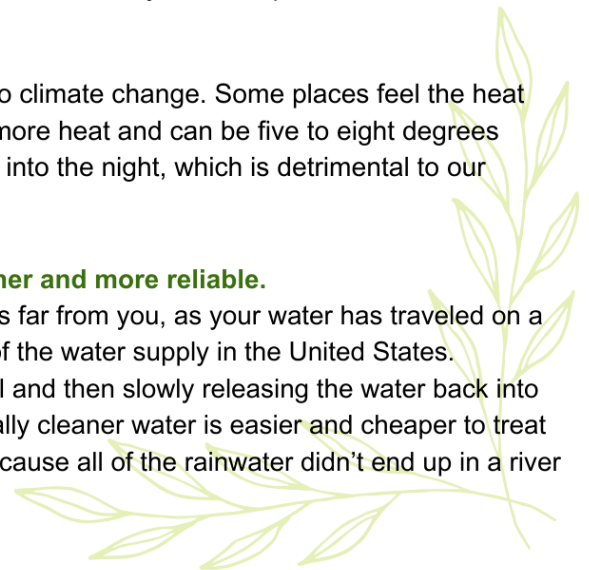 o climate change. Some places feel the heat
more heat and can be five to eight degrees
into the night, which is detrimental to our
ner and more reliable.
s far from you, as your water has traveled on a
of the water supply in the United States.
l and then slowly releasing the water back into
ally cleaner water is easier and cheaper to treat
cause all of the rainwater didn’t end up in a river